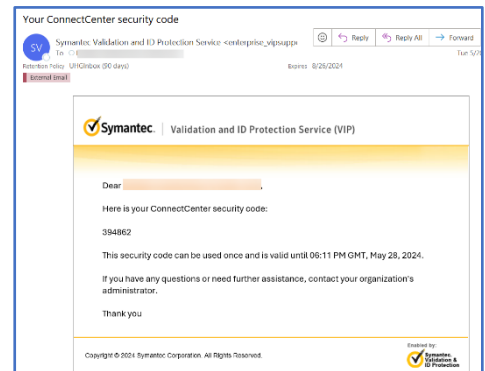 Your ConnectCenter security code
Reply
Reply All
Forward
SV
Symantec Validation and ID Protection Service <enterprise_vipsupp
To
Tue 5/2
Retention Policy UHGInbox (90 days)
Expires 8/26/2024
External Email
Symantec. Validation and ID Protection Service (VIP)
Dear ,
Here is your ConnectCenter security code:
394862
This security code can be used once and is valid until 06:11 PM GMT, May 28, 2024.
If you have any questions or need further assistance, contact your organization's
administrator.
Thank you
Copyright © 2024 Symantec Corporation. All Rights Reserved.
Enabled by:
Symantec.
Validation &
ID Protection